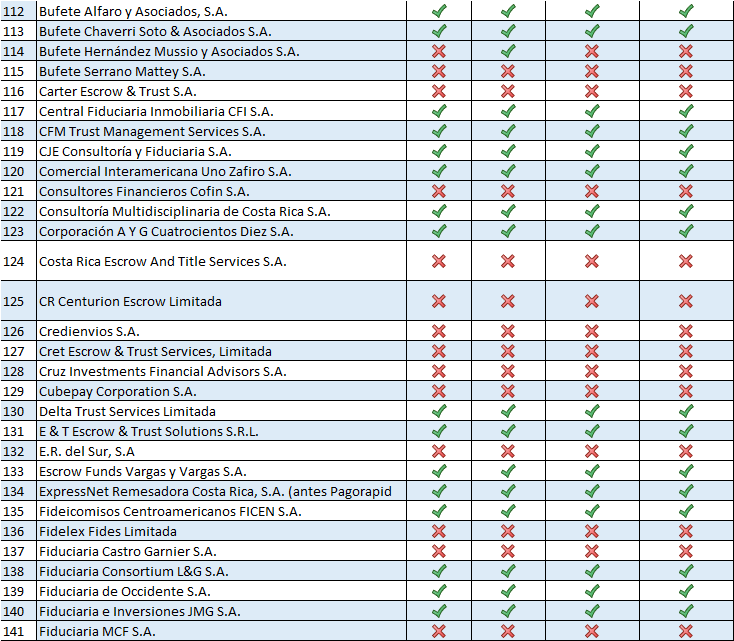 112 Bufete Alfaro y Asociados, S.A.
113 Bufete Chaverri Soto & Asociados S.A.
114 Bufete Hernández Mussio y Asociados S.A.
115 Bufete Serrano Mattey S.A.
116 Carter Escrow & Trust S.A.
117 Central Fiduciaria Inmobiliaria CFI S.A.
118 CFM Trust Management Services S.A.
119 CJE Consultoría y Fiduciaria S.A.
120 Comercial Interamericana Uno Zafiro S.A.
121 Consultores Financieros Cofin S.A.
122 Consultoría Multidisciplinaria de Costa Rica S.A.
123 Corporación A Y G Cuatrocientos Diez S.A.
124 Costa Rica Escrow And Title Services S.A.
125 CR Centurion Escrow Limitada
126 Credienvios S.A.
127 Cret Escrow & Trust Services, Limitada
128 Cruz Investments Financial Advisors S.A.
129 Cubepay Corporation S.A.
130 Delta Trust Services Limitada
131 E & T Escrow & Trust Solutions S.R.L.
132 E.R. del Sur, S.A
133 Escrow Funds Vargas y Vargas S.A.
134 ExpressNet Remesadora Costa Rica, S.A. (antes Pagorapid
135 Fideicomisos Centroamericanos FICEN S.A.
136 Fidelex Fides Limitada
137 Fiduciaria Castro Garnier S.A.
138 Fiduciaria Consortium L&G S.A.
139 Fiduciaria de Occidente S.A.
140 Fiduciaria e Inversiones JMG S.A.
141 Fiduciaria MCF S.A.